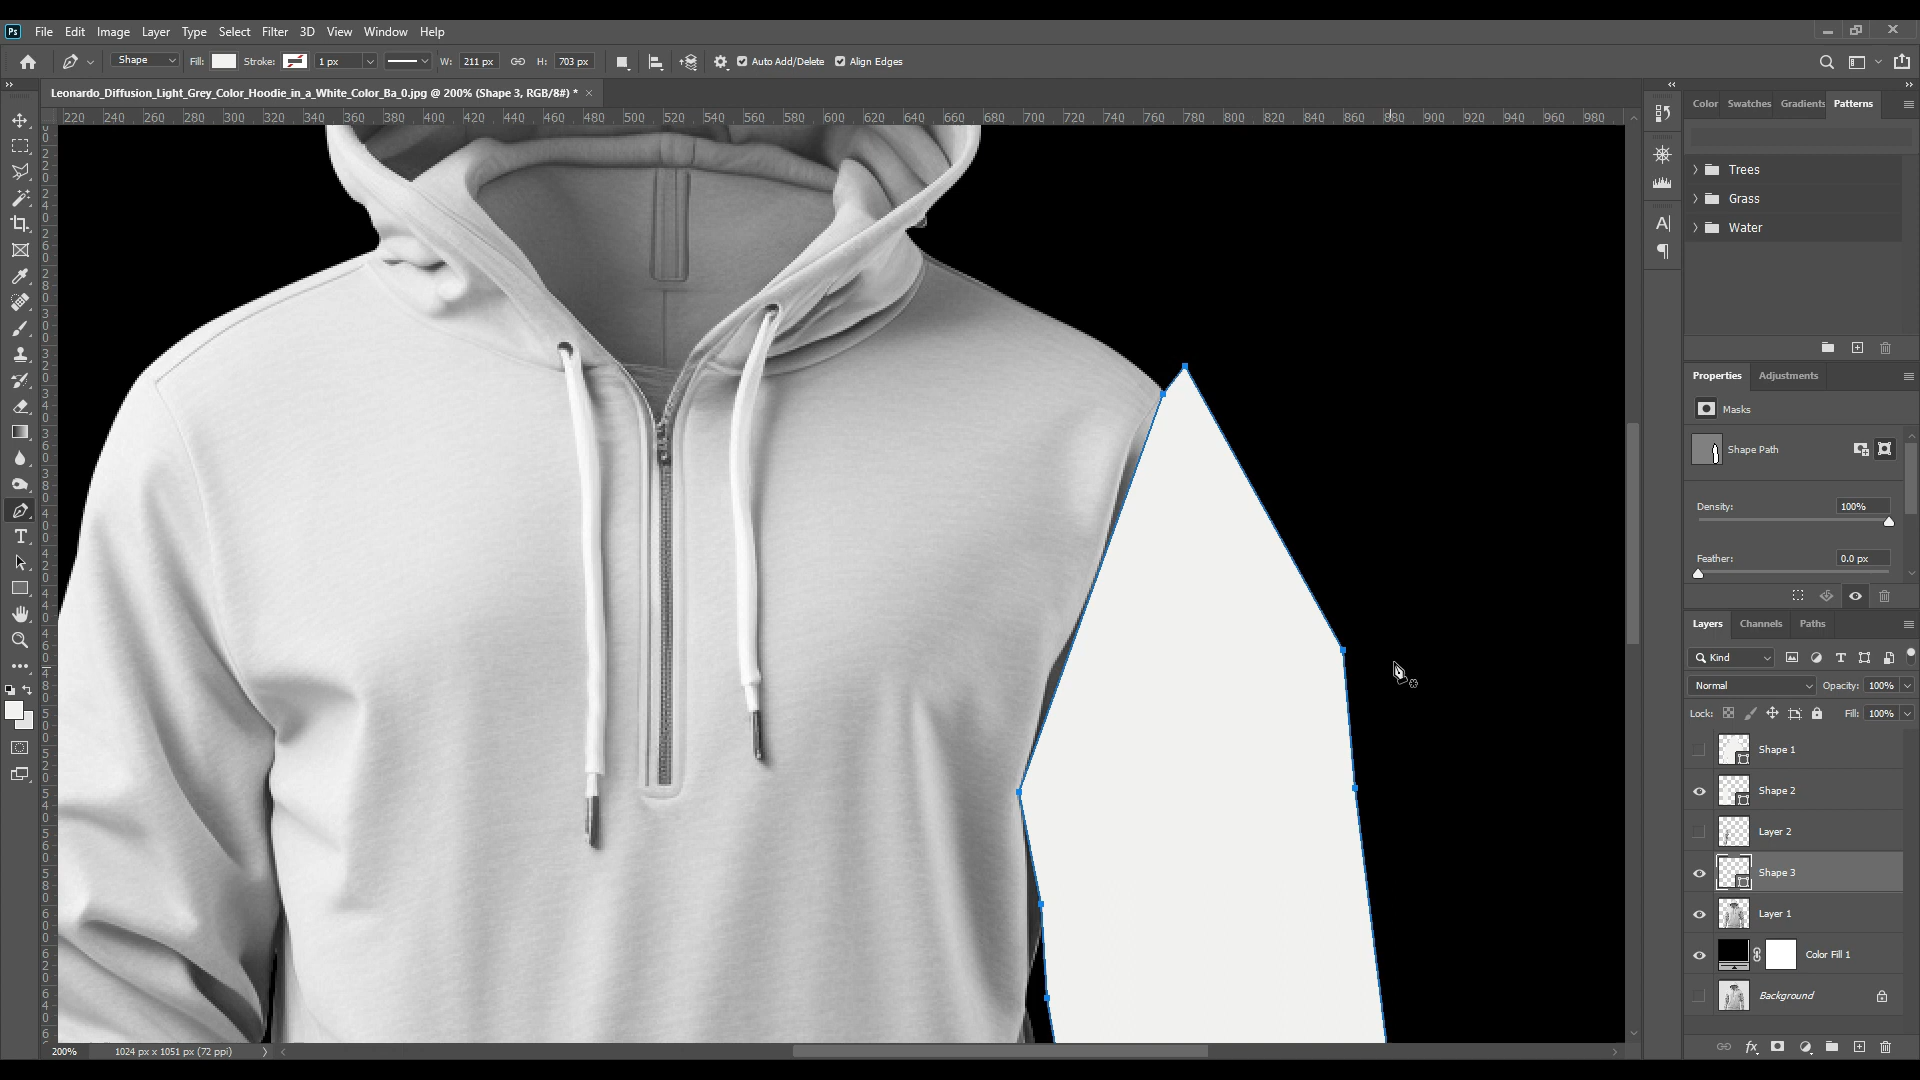 Ps File Edit Image Layer Type Select Filter 3D View Window Help
Shape Fill: Stroke: 1 px W: 211 px H: 703 px Auto Add/Delete Align Edges
Leonardo_Diffusion_Light_Grey_Color_Hoodie_in_a_White_Color_Ba_0.jpg @ 200% (Shape 3, RGB/8#) * ×
220 240 260 280 300 320 340 360 380 400 420 440 460 480 500 520 540 560 580 600 620 640 660 680 700 720 740 760 780 800 820 840 860 880 900 920 940 960 980
Color Swatches Gradients Patterns
Trees
Grass
Water
Properties Adjustments
Masks
Shape Path
Density: 100%
Feather: 0.0 px
Layers Channels Paths
Kind
Normal Opacity: 100%
Lock: Fill: 100%
Shape 1
Shape 2
Layer 2
Shape 3
Layer 1
Color Fill 1
Background
200% 1024 px x 1051 px (72 ppi)